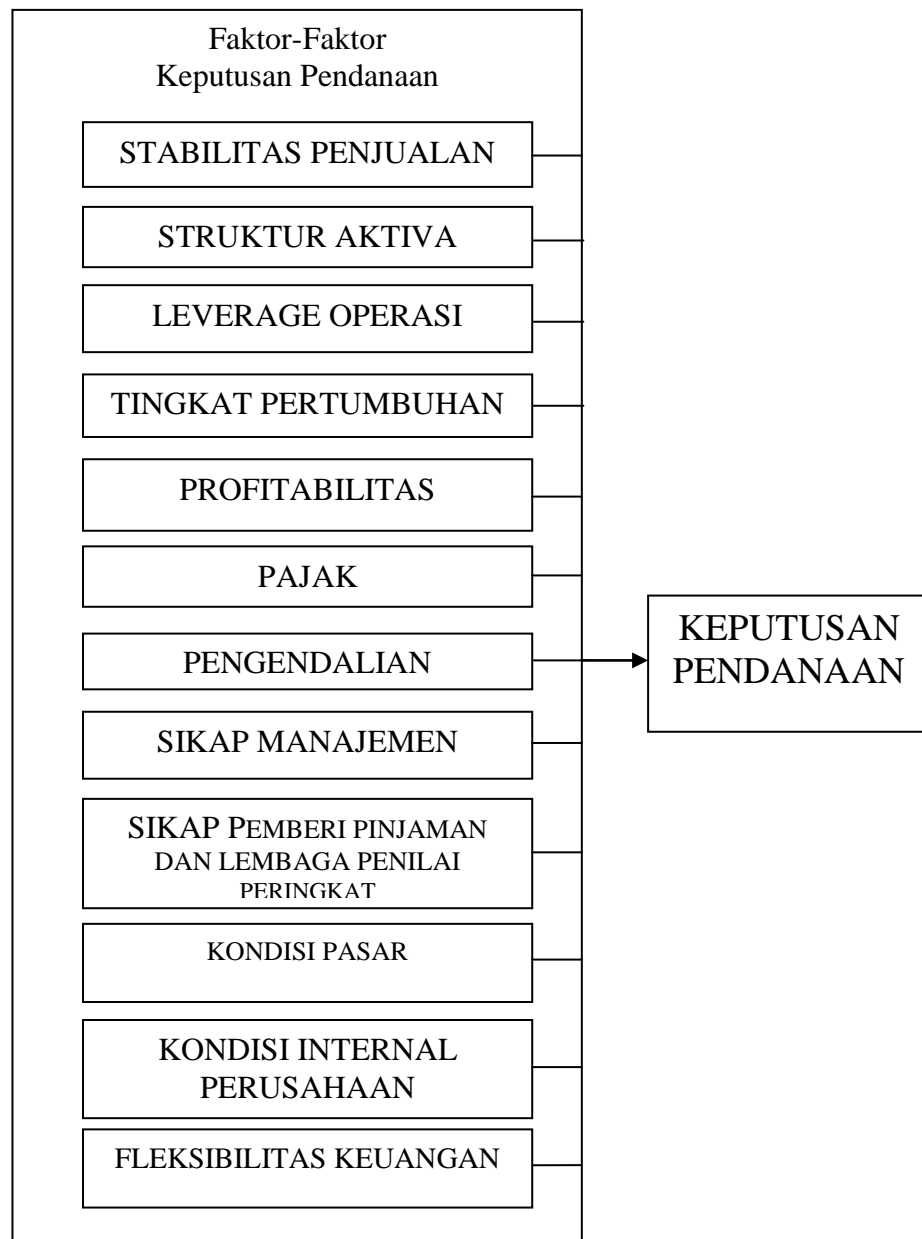 Faktor-Faktor
Keputusan Pendanaan
STABILITAS PENJUALAN
STRUKTUR AKTIVA
LEVERAGE OPERASI
TINGKAT PERTUMBUHAN
PROFITABILITAS
PAJAK
PENGENDALIAN
SIKAP MANAJEMEN
SIKAP PEMBERI PINJAMAN
DAN LEMBAGA PENILAI
PERINGKAT
KONDISI PASAR
KONDISI INTERNAL
PERUSAHAAN
FLEKSIBILITAS KEUANGAN
KEPUTUSAN
PENDANAAN